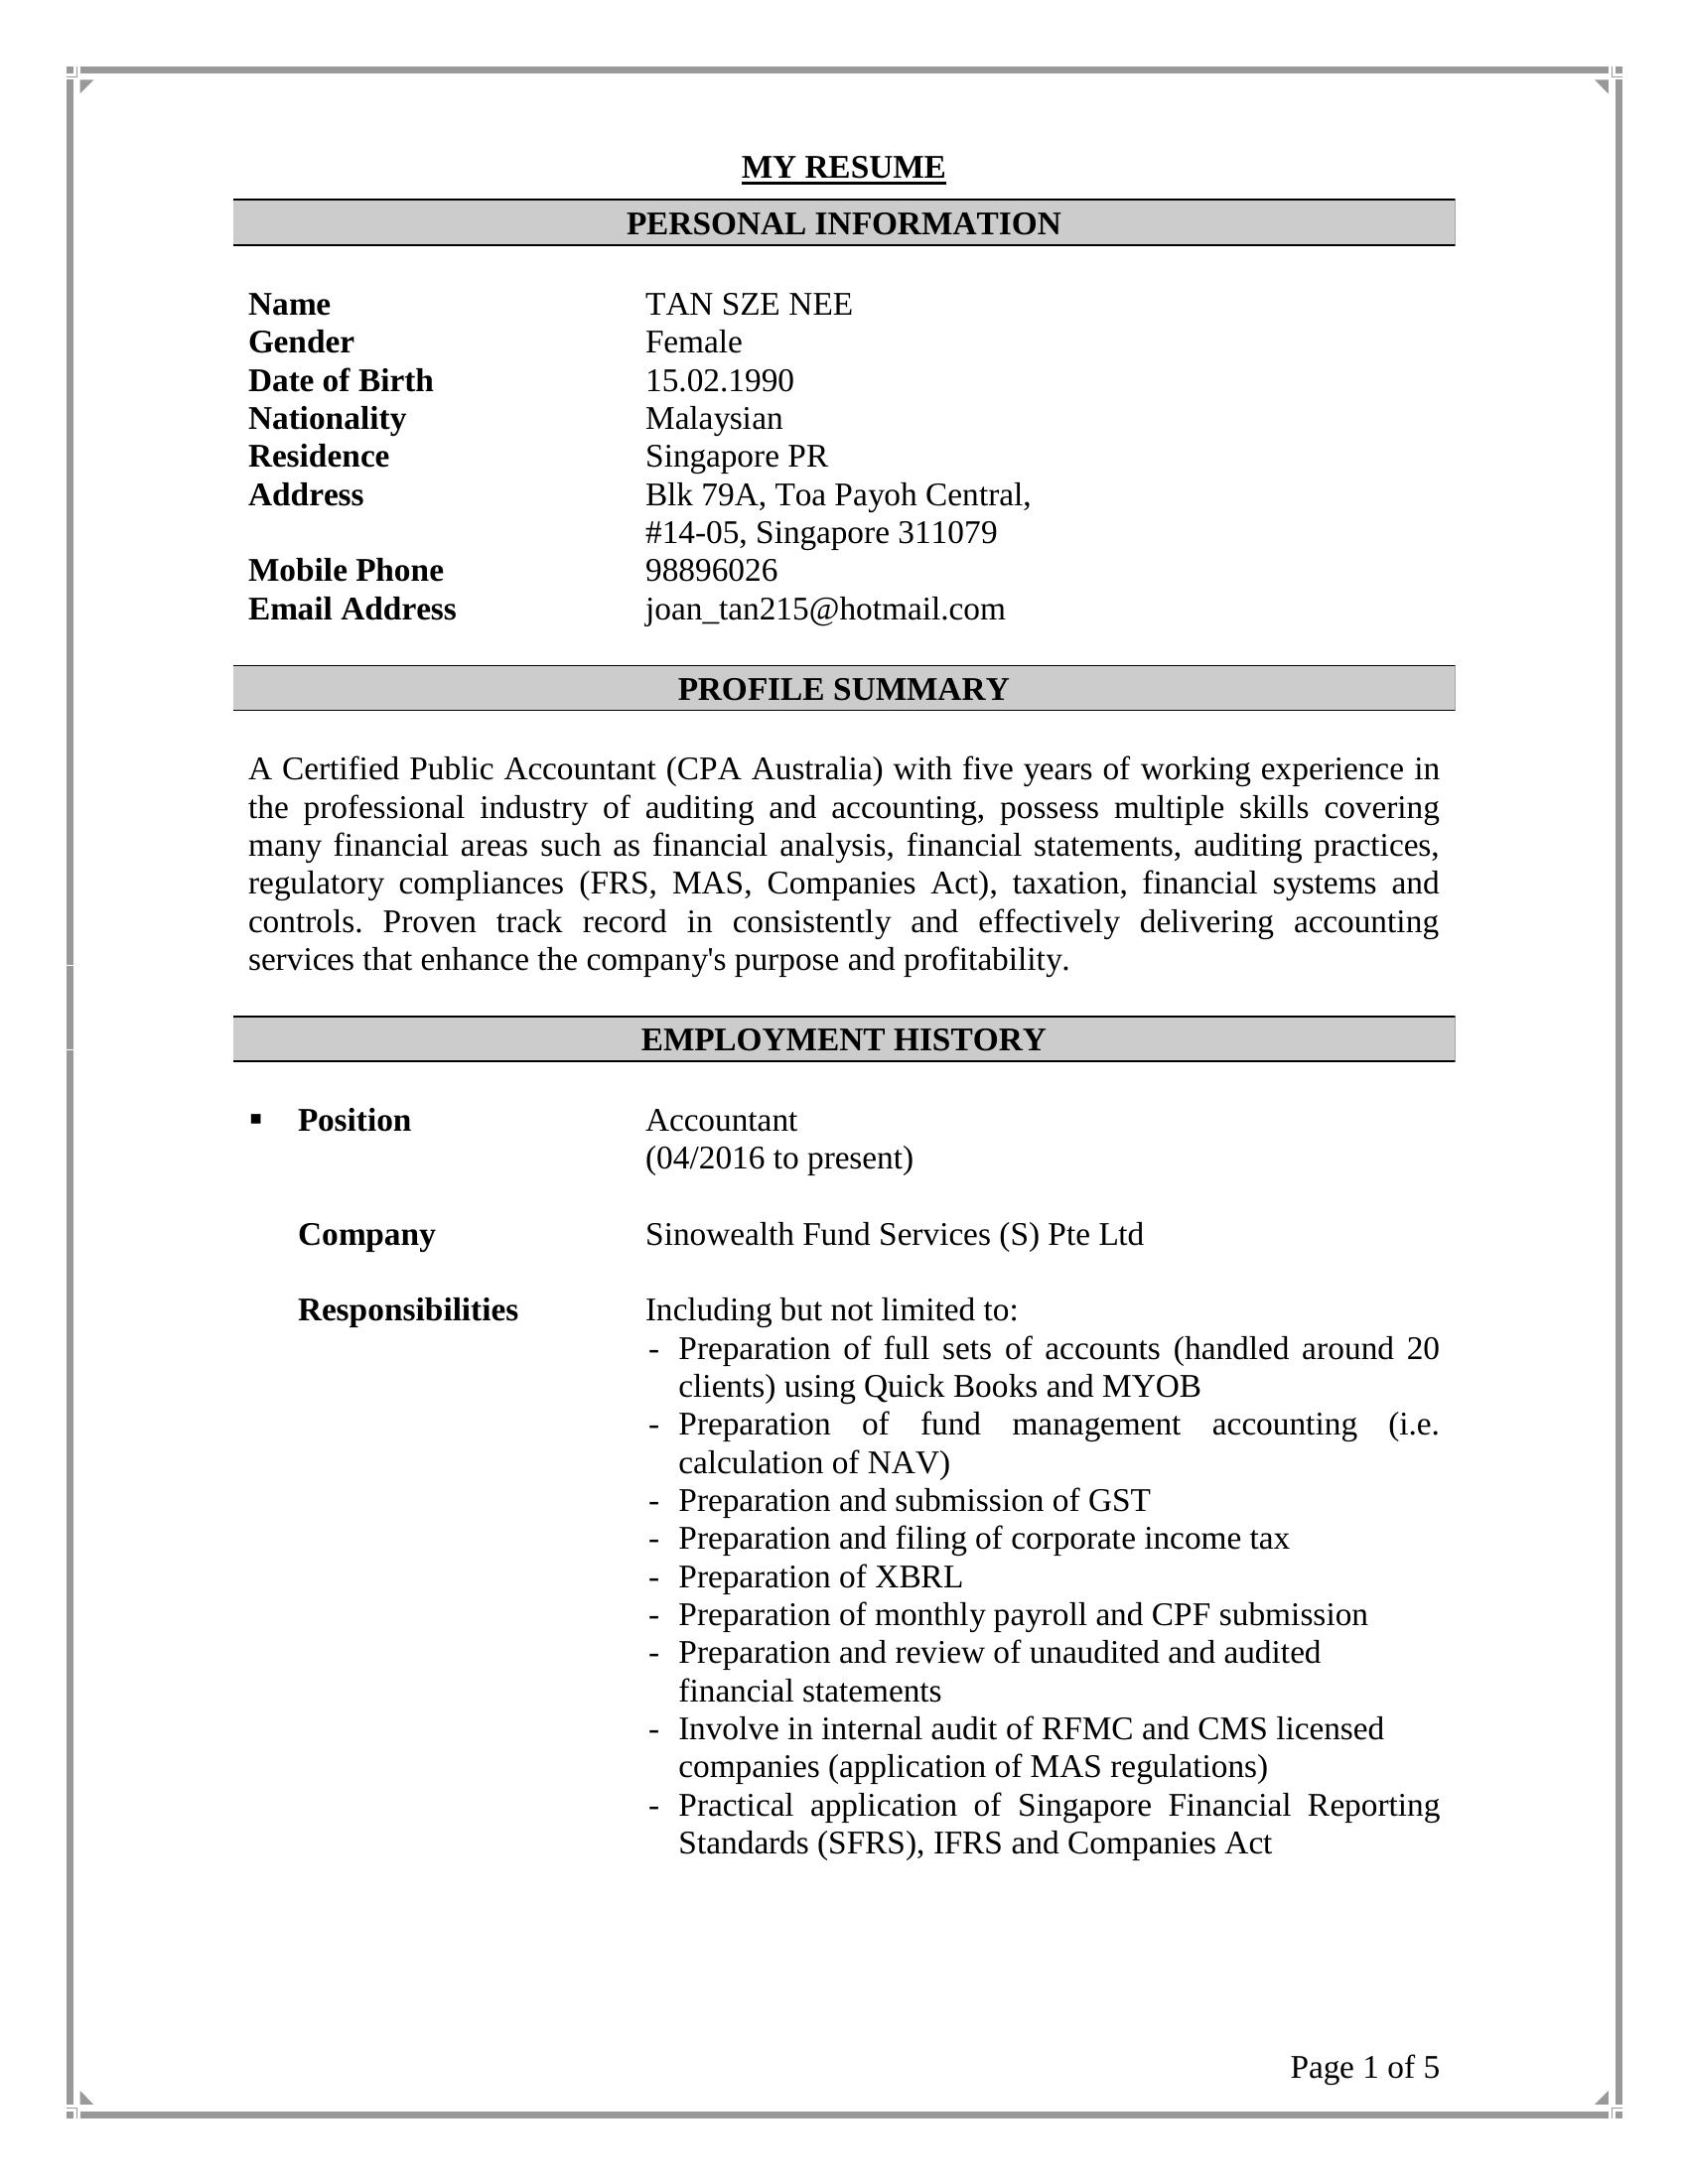 MY RESUME
PERSONAL INFORMATION
Name TAN SZE NEE
Gender Female
Date of Birth 15.02.1990
Nationality Malaysian
Residence Singapore PR
Address Blk 79A, Toa Payoh Central,
#14-05, Singapore 311079
Mobile Phone 98896026
Email Address joan_tan215@hotmail.com
PROFILE SUMMARY
A Certified Public Accountant (CPA Australia) with five years of working experience in
the professional industry of auditing and accounting, possess multiple skills covering
many financial areas such as financial analysis, financial statements, auditing practices,
regulatory compliances (FRS, MAS, Companies Act), taxation, financial systems and
controls. Proven track record in consistently and effectively delivering accounting
services that enhance the company's purpose and profitability.
EMPLOYMENT HISTORY
▪ Position Accountant
(04/2016 to present)
Company Sinowealth Fund Services (S) Pte Ltd
Responsibilities Including but not limited to:
- Preparation of full sets of accounts (handled around 20
clients) using Quick Books and MYOB
- Preparation of fund management accounting (i.e.
calculation of NAV)
- Preparation and submission of GST
- Preparation and filing of corporate income tax
- Preparation of XBRL
- Preparation of monthly payroll and CPF submission
- Preparation and review of unaudited and audited
financial statements
- Involve in internal audit of RFMC and CMS licensed
companies (application of MAS regulations)
- Practical application of Singapore Financial Reporting
Standards (SFRS), IFRS and Companies Act
Page 1 of 5